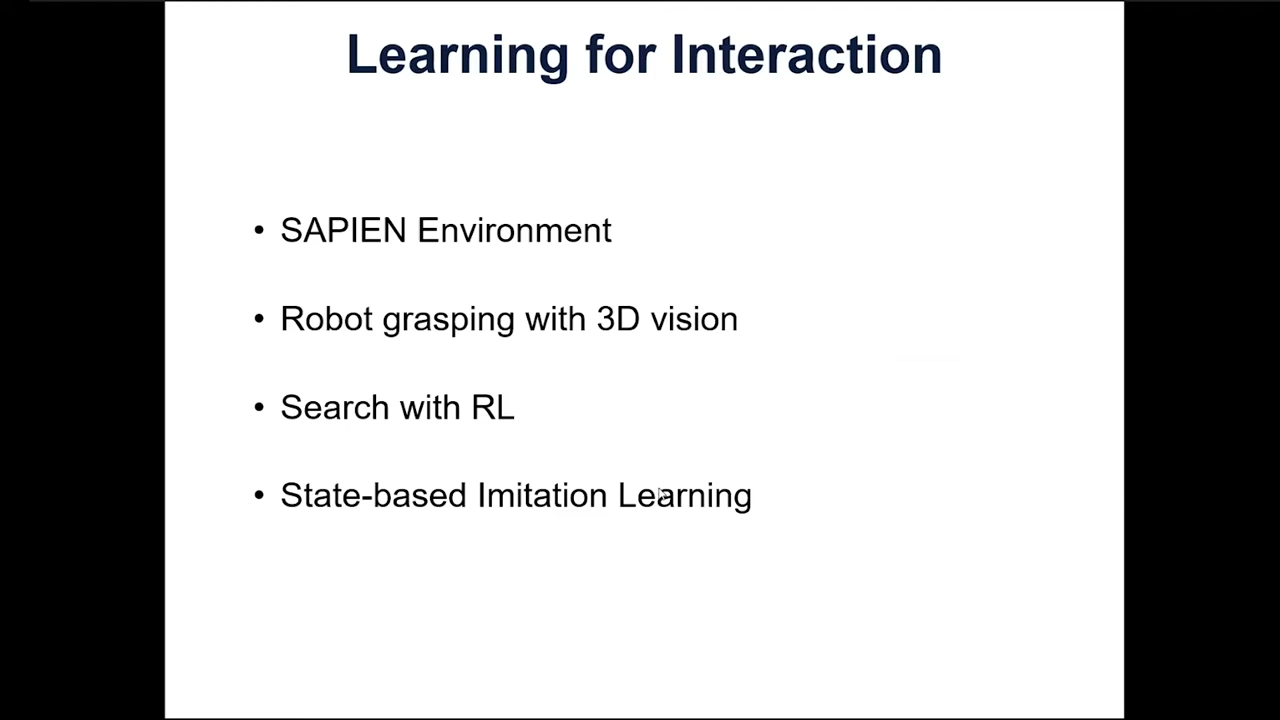 Learning for Interaction
• SAPIEN Environment
• Robot grasping with 3D vision
• Search with RL
• State-based Imitation Learning